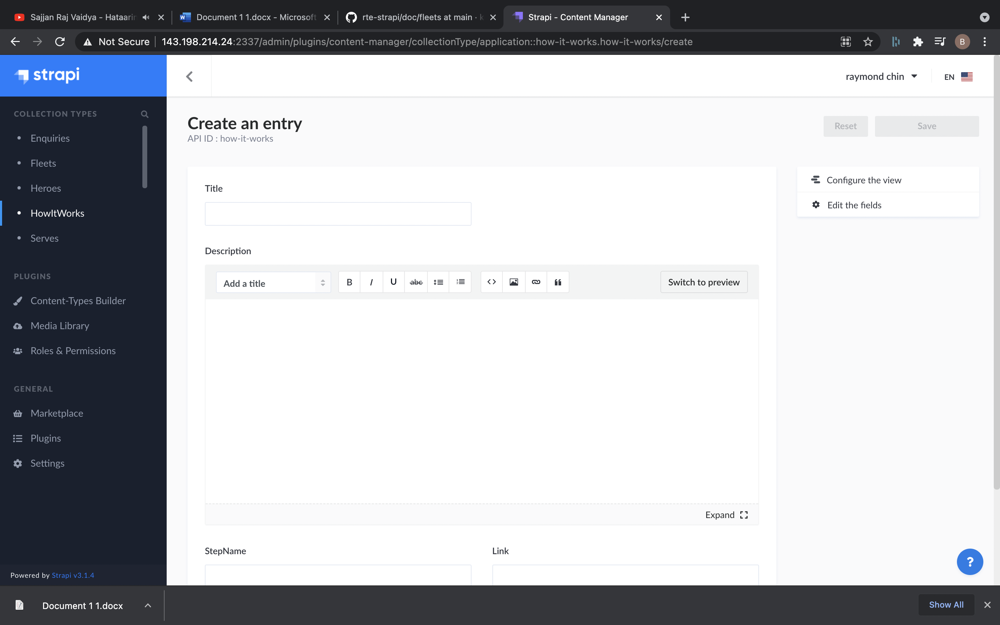 Sajjan Raj Vaidya - Hataarin
Document 1 1.docx - Microsoft
rte-strapi/doc/fleets at main · k
Strapi - Content Manager
Not Secure
143.198.214.24:2337/admin/plugins/content-manager/collectionType/application::how-it-works.how-it-works/create
B
strapi
raymond chin
EN
COLLECTION TYPES
Enquiries
Fleets
Heroes
HowItWorks
Serves
PLUGINS
Content-Types Builder
Media Library
Roles & Permissions
GENERAL
Marketplace
Plugins
Settings
Powered by Strapi v3.1.4
Create an entry
API ID : how-it-works
Reset
Save
Title
Description
Add a title
B
I
U
abc
Switch to preview
Expand
StepName
Link
Configure the view
Edit the fields
?
Document 1 1.docx
Show All